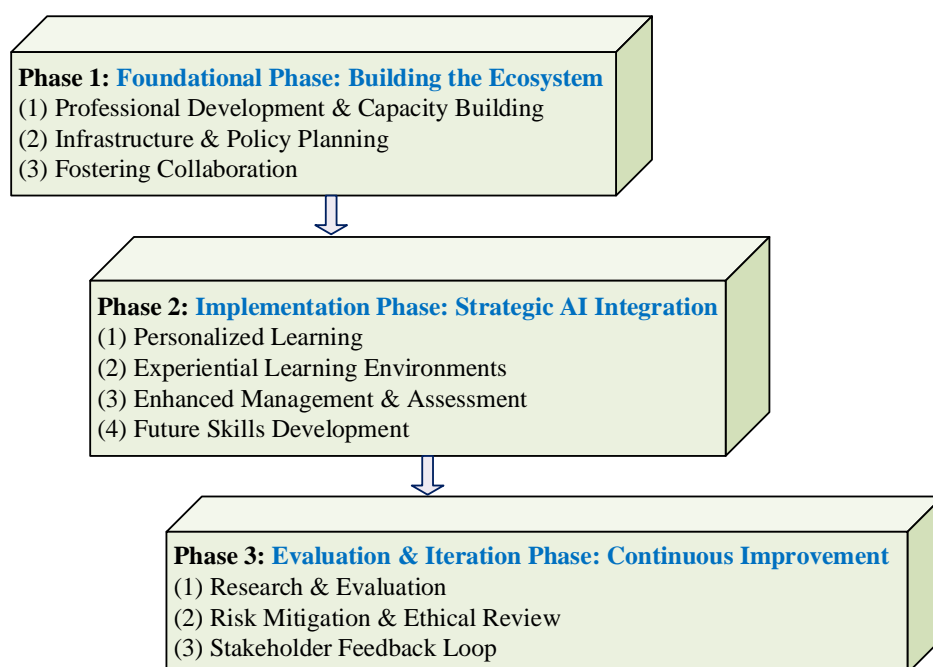 Phase 1: Foundational Phase: Building the Ecosystem
(1) Professional Development & Capacity Building
(2) Infrastructure & Policy Planning
(3) Fostering Collaboration
Phase 2: Implementation Phase: Strategic AI Integration
(1) Personalized Learning
(2) Experiential Learning Environments
(3) Enhanced Management & Assessment
(4) Future Skills Development
Phase 3: Evaluation & Iteration Phase: Continuous Improvement
(1) Research & Evaluation
(2) Risk Mitigation & Ethical Review
(3) Stakeholder Feedback Loop